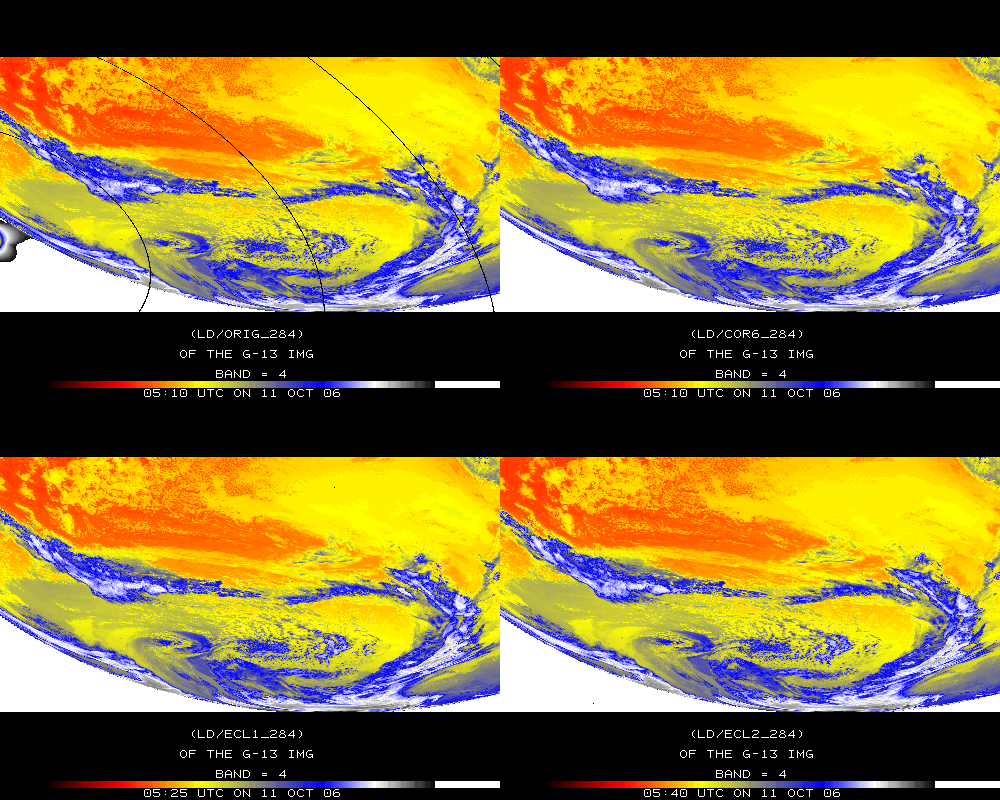 (LD/ORIG_284)
OF THE G-13 IMG
BAND = 4
05:10 UTC ON 11 OCT 06
(LD/COR6_284)
OF THE G-13 IMG
BAND = 4
05:10 UTC ON 11 OCT 06
(LD/ECL1_284)
OF THE G-13 IMG
BAND = 4
05:25 UTC ON 11 OCT 06
(LD/ECL2_284)
OF THE G-13 IMG
BAND = 4
05:40 UTC ON 11 OCT 06